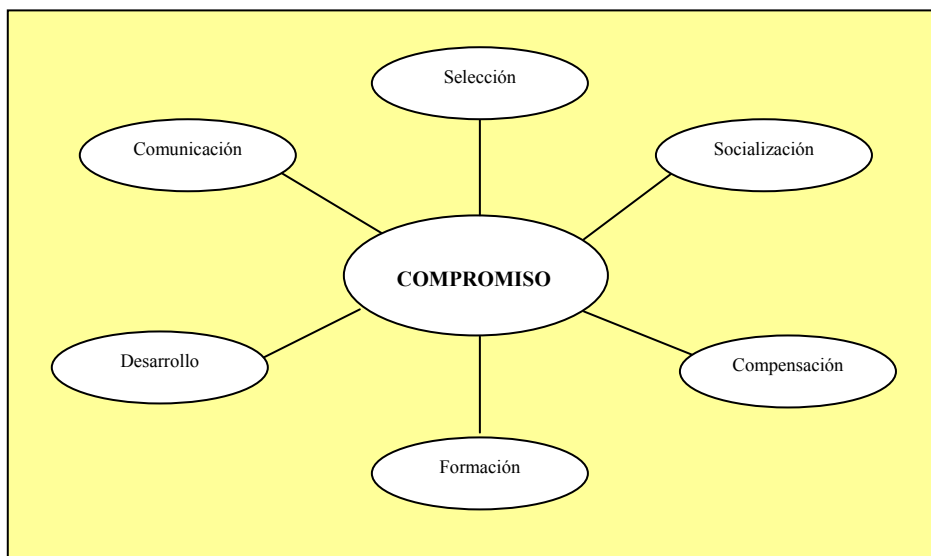 Selección
Comunicación
Socialización
COMPROMISO
Desarrollo
Compensación
Formación